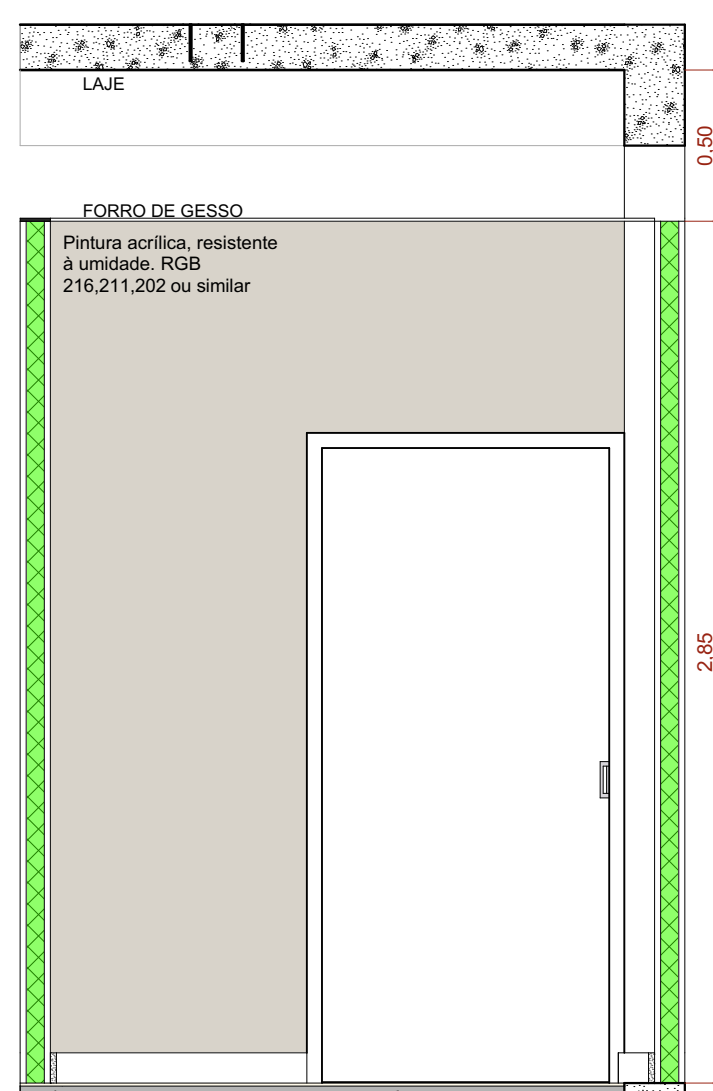 LAJE
0,50
FORRO DE GESSO
Pintura acrílica, resistente
à umidade. RGB
216,211,202 ou similar
2,85